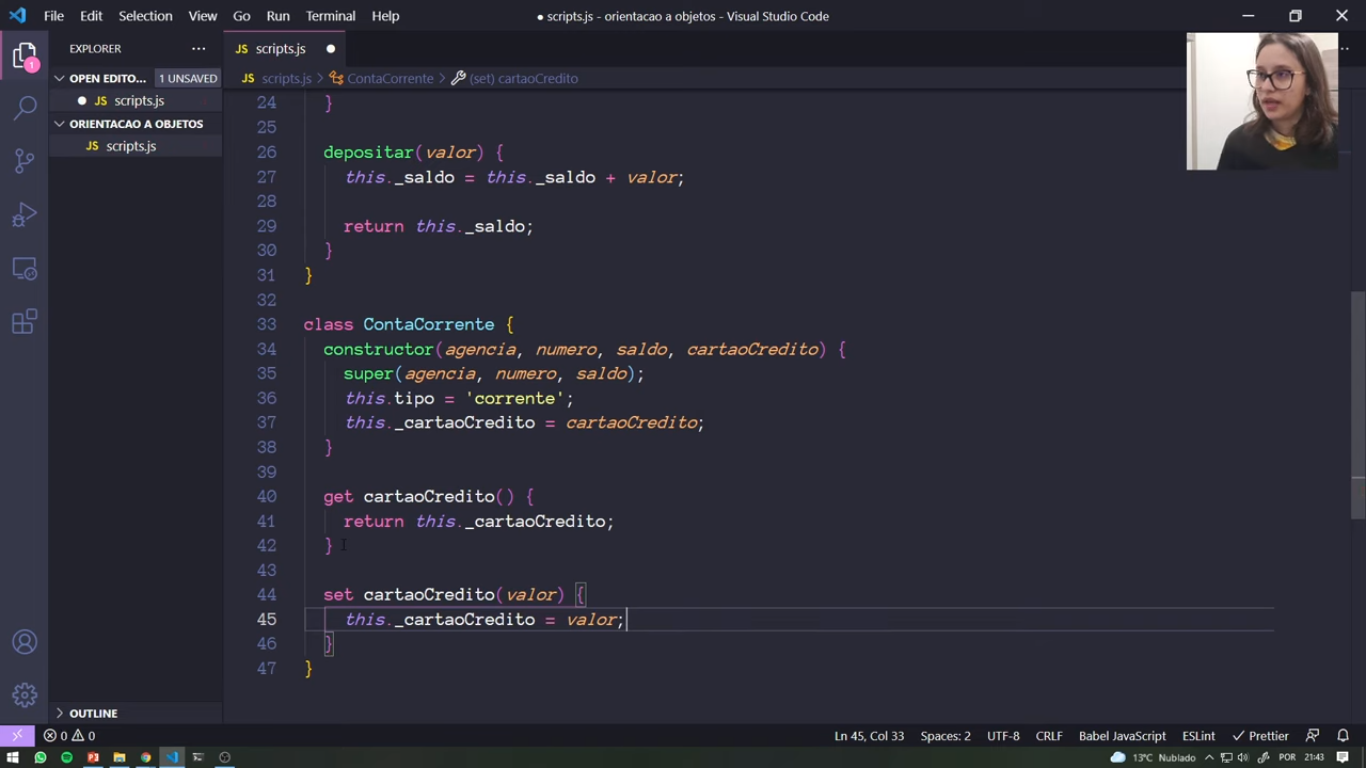 File Edit Selection View Go Run Terminal Help
● scripts.js - orientacao a objetos - Visual Studio Code
EXPLORER ···
OPEN EDITO... 1 UNSAVED
● JS scripts.js
ORIENTACAO A OBJETOS
JS scripts.js
OUTLINE
JS scripts.js ●
JS scripts.js > ContaCorrente > (set) cartaoCredito
24 }
25
26 depositar(valor) {
27 this._saldo = this._saldo + valor;
28
29 return this._saldo;
30 }
31 }
32
33 class ContaCorrente {
34 constructor(agencia, numero, saldo, cartaoCredito) {
35 super(agencia, numero, saldo);
36 this.tipo = 'corrente';
37 this._cartaoCredito = cartaoCredito;
38 }
39
40 get cartaoCredito() {
41 return this._cartaoCredito;
42 }
43
44 set cartaoCredito(valor) {
45 this._cartaoCredito = valor;
46 }
47 }
0 0 Ln 45, Col 33 Spaces: 2 UTF-8 CRLF Babel JavaScript ESLint Prettier
13°C Nublado POR 21:43